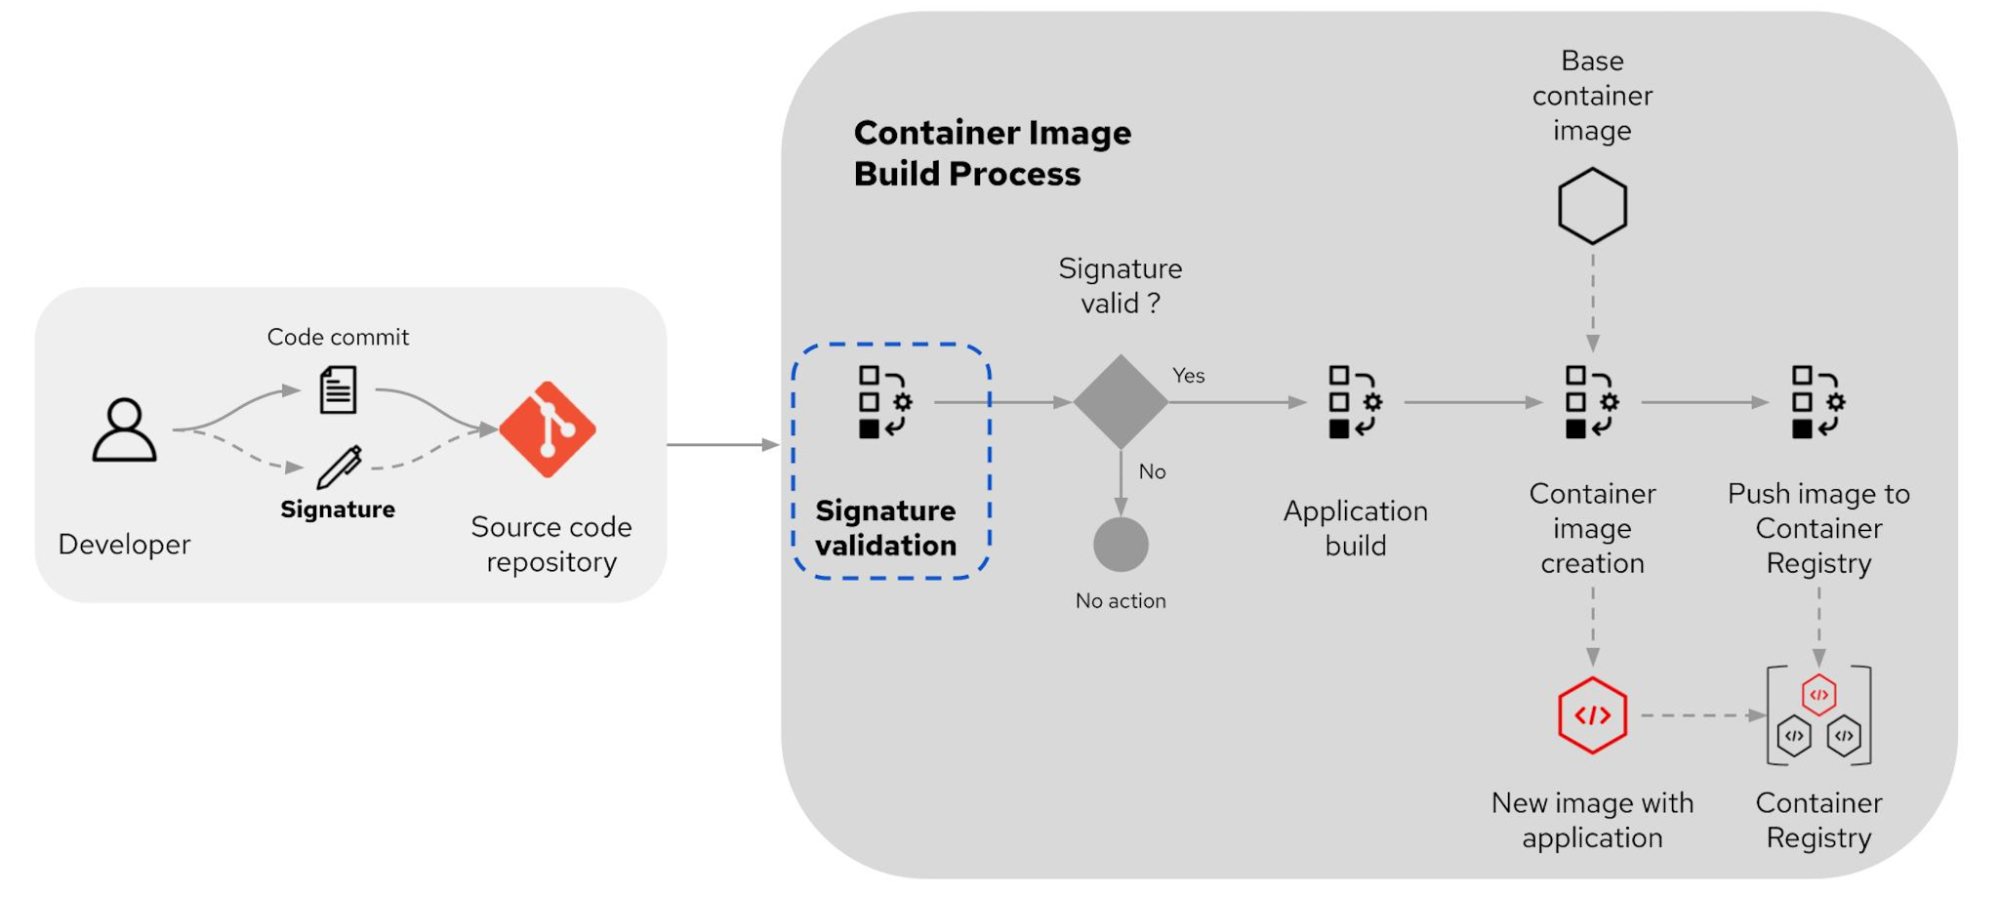 Code commit
Signature
Developer
Source code
repository
Container Image
Build Process
Signature
validation
Signature
valid ?
Yes
No
No action
Application
build
Base
container
image
Container
image
creation
Push image to
Container
Registry
</>
New image with
application
</>
</>
</>
Container
Registry